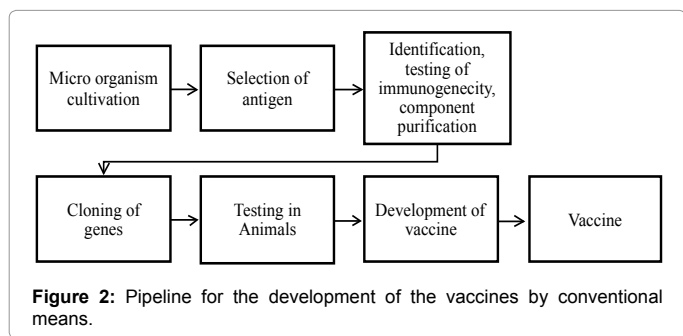 Micro organism
cultivation
Selection of
antigen
Identification,
testing of
immunogenecity,
component
purification
Cloning of
genes
Testing in
Animals
Development of
vaccine
Vaccine
Figure 2: Pipeline for the development of the vaccines by conventional
means.